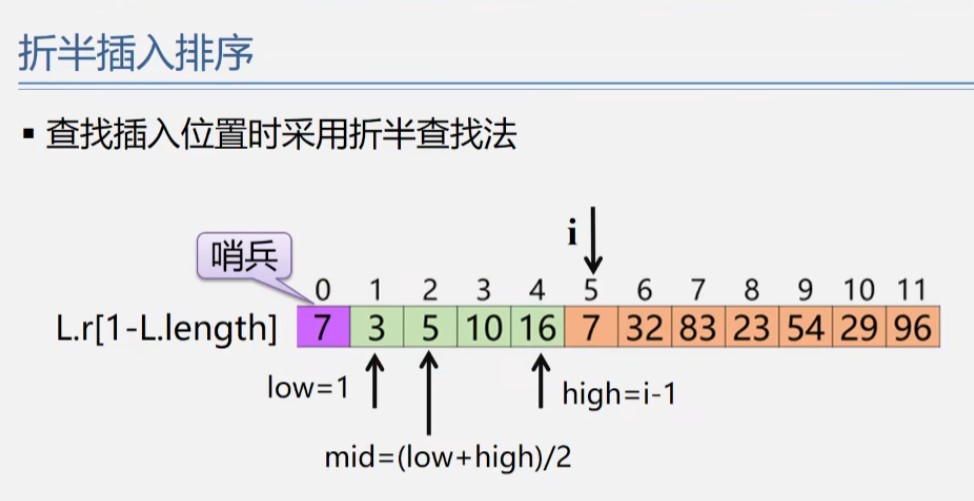 折半插入排序
▪ 查找插入位置时采用折半查找法
i
哨兵
0 1 2 3 4 5 6 7 8 9 10 11
L.r[1-L.length] 7 3 5 10 16 7 32 83 23 54 29 96
low=1 high=i-1
mid=(low+high)/2